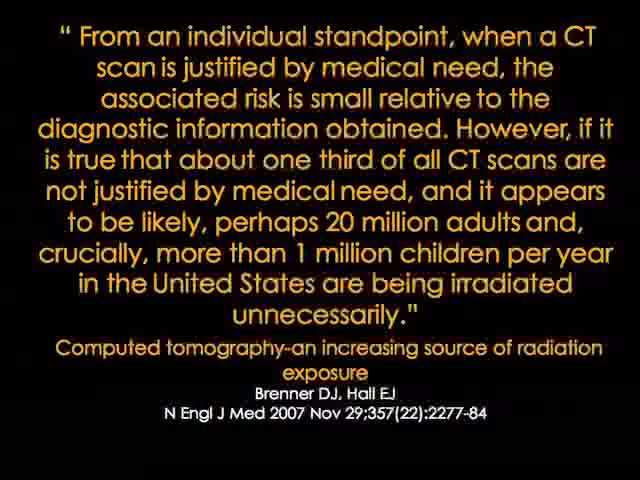 “ From an individual standpoint, when a CT
scan is justified by medical need, the
associated risk is small relative to the
diagnostic information obtained. However, if it
is true that about one third of all CT scans are
not justified by medical need, and it appears
to be likely, perhaps 20 million adults and,
crucially, more than 1 million children per year
in the United States are being irradiated
unnecessarily.”
Computed tomography-an increasing source of radiation
exposure
Brenner DJ, Hall EJ
N Engl J Med 2007 Nov 29;357(22):2277-84